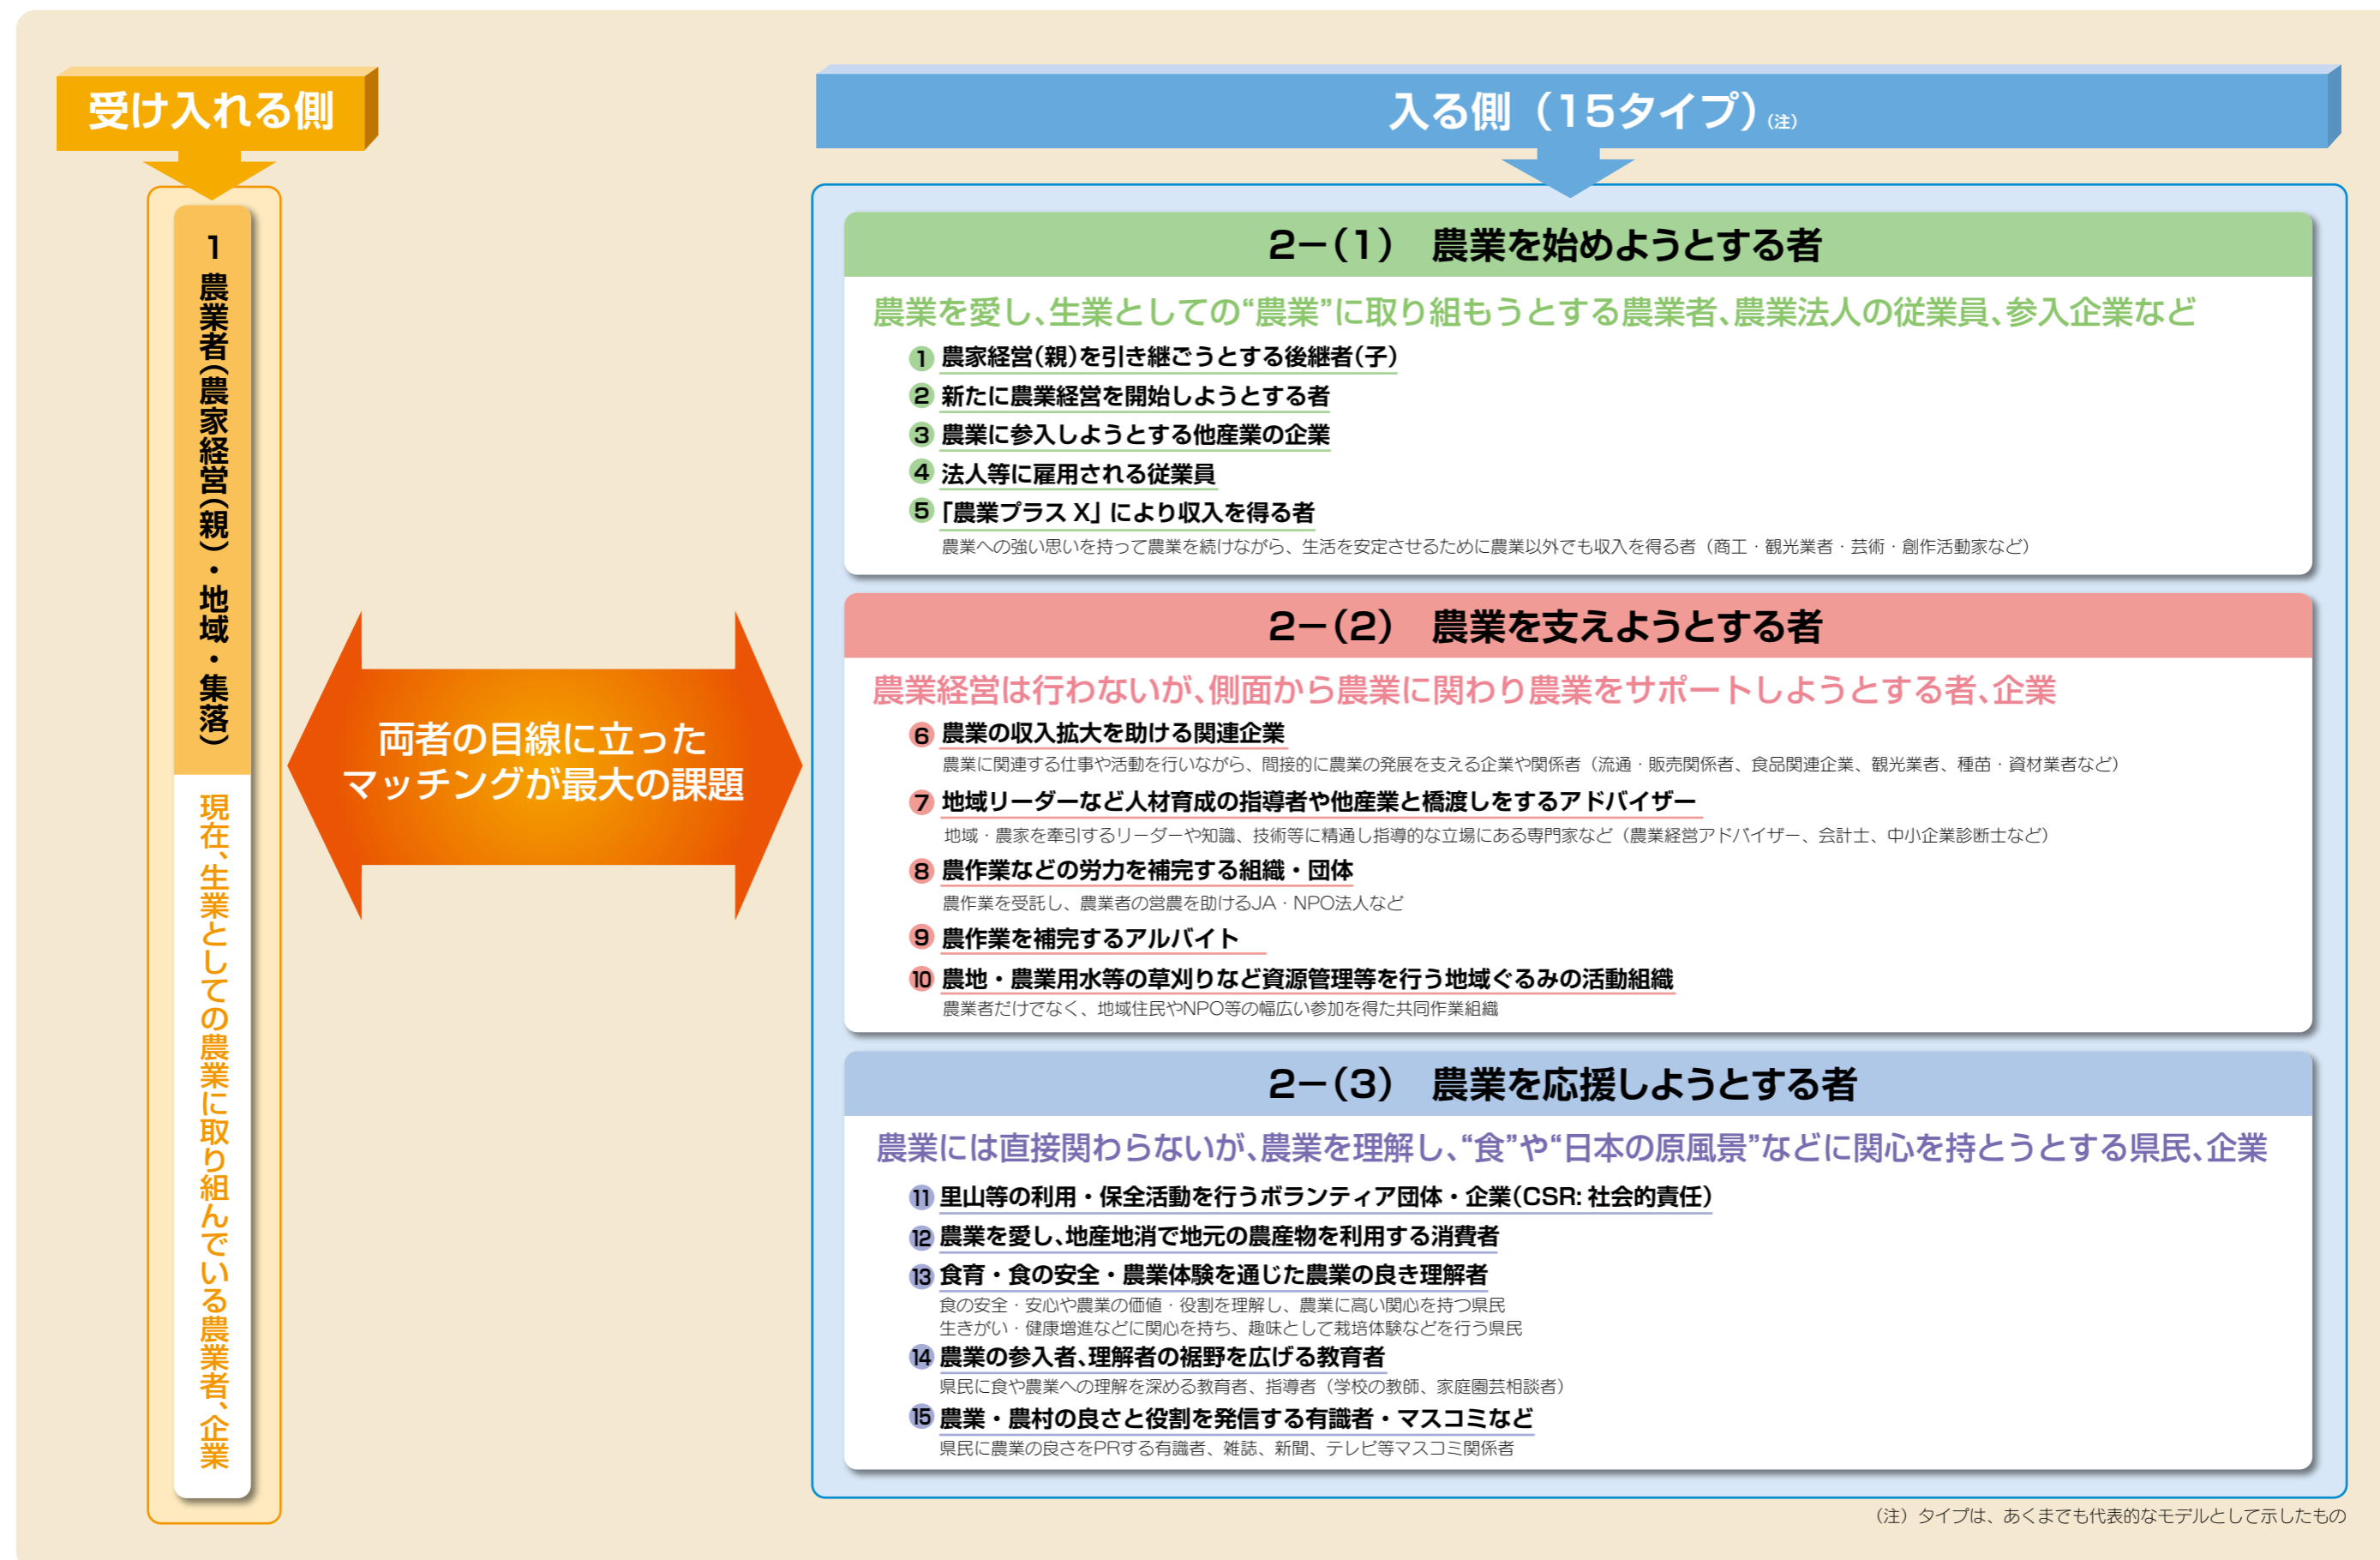 受け入れる側
1 農業者(農家経営(親)・地域・集落)
現在、生業としての農業に取り組んでいる農業者、企業
両者の目線に立った
マッチングが最大の課題
入る側（15タイプ）(注)
2－(1) 農業を始めようとする者
農業を愛し、生業としての“農業”に取り組もうとする農業者、農業法人の従業員、参入企業など
① 農家経営(親)を引き継ごうとする後継者(子)
② 新たに農業経営を開始しようとする者
③ 農業に参入しようとする他産業の企業
④ 法人等に雇用される従業員
⑤ 「農業プラス X」により収入を得る者
農業への強い思いを持って農業を続けながら、生活を安定させるために農業以外でも収入を得る者（商工・観光業者・芸術・創作活動家など）
2－(2) 農業を支えようとする者
農業経営は行わないが、側面から農業に関わり農業をサポートしようとする者、企業
⑥ 農業の収入拡大を助ける関連企業
農業に関連する仕事や活動を行いながら、間接的に農業の発展を支える企業や関係者（流通・販売関係者、食品関連企業、観光業者、種苗・資材業者など）
⑦ 地域リーダーなど人材育成の指導者や他産業と橋渡しをするアドバイザー
地域・農家を牽引するリーダーや知識、技術等に精通し指導的な立場にある専門家など（農業経営アドバイザー、会計士、中小企業診断士など）
⑧ 農作業などの労力を補完する組織・団体
農作業を受託し、農業者の営農を助けるJA・NPO法人など
⑨ 農作業を補完するアルバイト
⑩ 農地・農業用水等の草刈りなど資源管理等を行う地域ぐるみの活動組織
農業者だけでなく、地域住民やNPO等の幅広い参加を得た共同作業組織
2－(3) 農業を応援しようとする者
農業には直接関わらないが、農業を理解し、“食”や“日本の原風景”などに関心を持とうとする県民、企業
⑪ 里山等の利用・保全活動を行うボランティア団体・企業(CSR: 社会的責任)
⑫ 農業を愛し、地産地消で地元の農産物を利用する消費者
⑬ 食育・食の安全・農業体験を通じた農業の良き理解者
食の安全・安心や農業の価値・役割を理解し、農業に高い関心を持つ県民
生きがい・健康増進などに関心を持ち、趣味として栽培体験などを行う県民
⑭ 農業の参入者、理解者の裾野を広げる教育者
県民に食や農業への理解を深める教育者、指導者（学校の教師、家庭園芸相談者）
⑮ 農業・農村の良さと役割を発信する有識者・マスコミなど
県民に農業の良さをPRする有識者、雑誌、新聞、テレビ等マスコミ関係者
（注）タイプは、あくまでも代表的なモデルとして示したもの